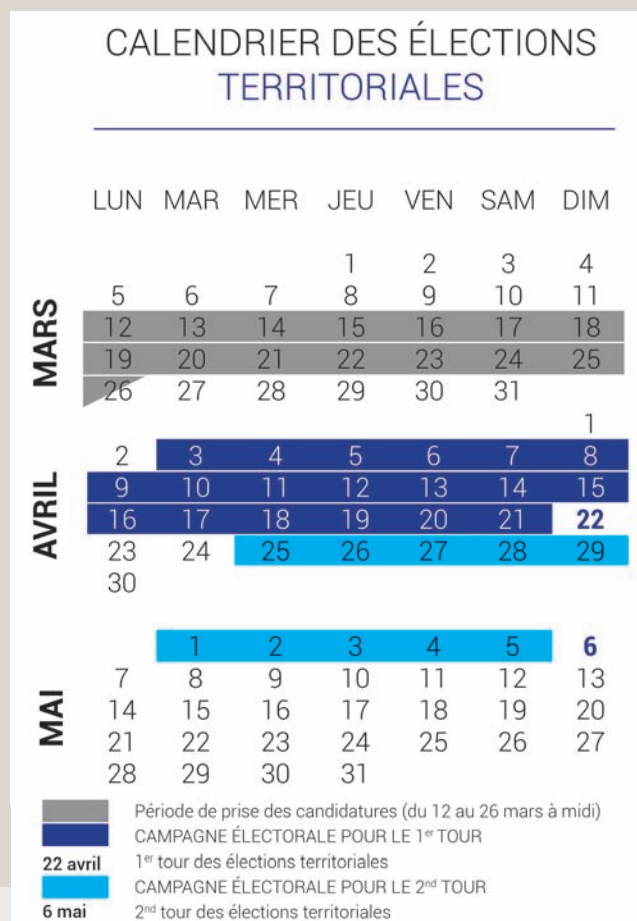 CALENDRIER DES ÉLECTIONS
TERRITORIALES
LUN MAR MER JEU VEN SAM DIM
MARS
1 2 3 4
5 6 7 8 9 10 11
12 13 14 15 16 17 18
19 20 21 22 23 24 25
26 27 28 29 30 31
AVRIL
1
2 3 4 5 6 7 8
9 10 11 12 13 14 15
16 17 18 19 20 21 22
23 24 25 26 27 28 29
30
MAI
1 2 3 4 5 6
7 8 9 10 11 12 13
14 15 16 17 18 19 20
21 22 23 24 25 26 27
28 29 30 31
Période de prise des candidatures (du 12 au 26 mars à midi)
CAMPAGNE ÉLECTORALE POUR LE 1er TOUR
22 avril 1er tour des élections territoriales
CAMPAGNE ÉLECTORALE POUR LE 2nd TOUR
6 mai 2nd tour des élections territoriales